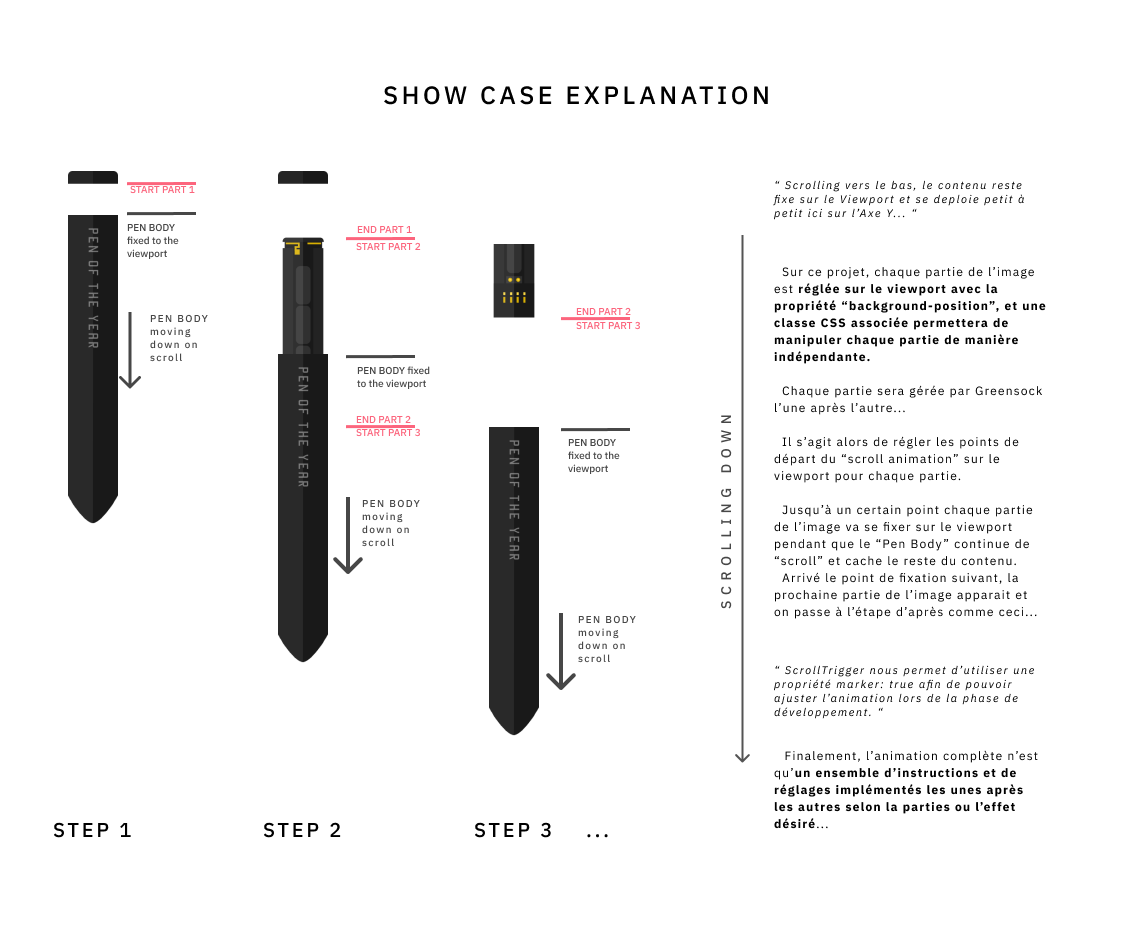 SHOW CASE EXPLANATION
START PART 1
PEN BODY
fixed to the
viewport
PEN OF THE YEAR
PEN BODY
moving
down on
scroll
STEP 1
END PART 1
START PART 2
PEN BODY fixed
to the viewport
PEN OF THE YEAR
END PART 2
START PART 3
PEN BODY
moving
down on
scroll
STEP 2
END PART 2
START PART 3
PEN BODY
fixed to the
viewport
PEN OF THE YEAR
PEN BODY
moving
down on
scroll
STEP 3 ...
SCROLLING DOWN
“ Scrolling vers le bas, le contenu reste
fixe sur le Viewport et se deploie petit à
petit ici sur l’Axe Y... “
Sur ce projet, chaque partie de l’image
est réglée sur le viewport avec la
propriété “background-position”, et une
classe CSS associée permettera de
manipuler chaque partie de manière
indépendante.
Chaque partie sera gérée par Greensock
l’une après l’autre...
Il s’agit alors de régler les points de
départ du “scroll animation” sur le
viewport pour chaque partie.
Jusqu’à un certain point chaque partie
de l’image va se fixer sur le viewport
pendant que le “Pen Body” continue de
“scroll” et cache le reste du contenu.
Arrivé le point de fixation suivant, la
prochaine partie de l’image apparait et
on passe à l’étape d’après comme ceci...
“ ScrollTrigger nous permet d’utiliser une
propriété marker: true afin de pouvoir
ajuster l’animation lors de la phase de
développement. “
Finalement, l’animation complète n’est
qu’un ensemble d’instructions et de
réglages implémentés les unes après
les autres selon la parties ou l’effet
désiré...